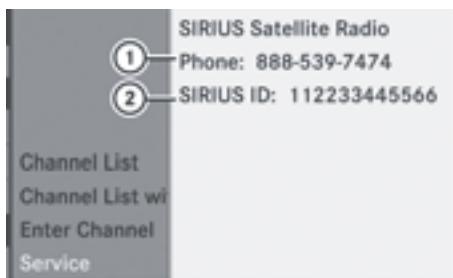 SIRIUS Satellite Radio
① Phone: 888-539-7474
② SIRIUS ID: 112233445566
Channel List
Channel List wi
Enter Channel
Service